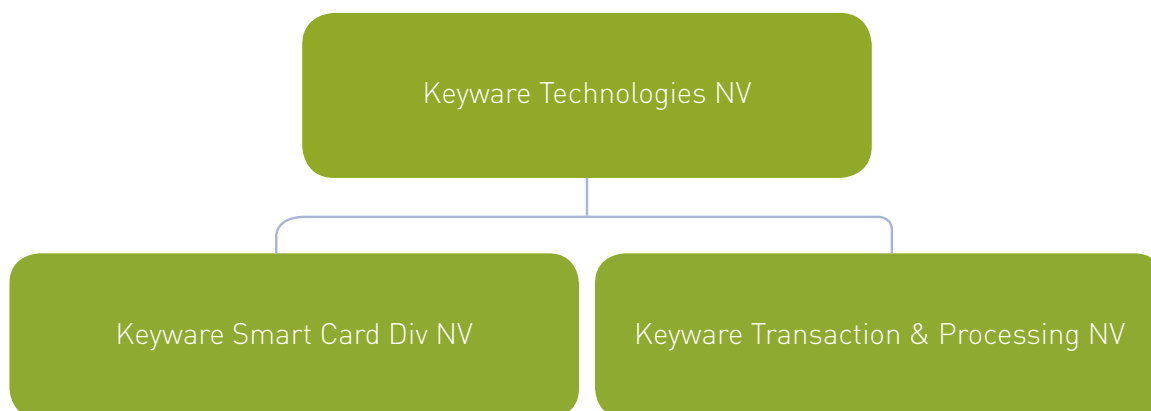 Keyware Technologies NV
Keyware Smart Card Div NV
Keyware Transaction & Processing NV